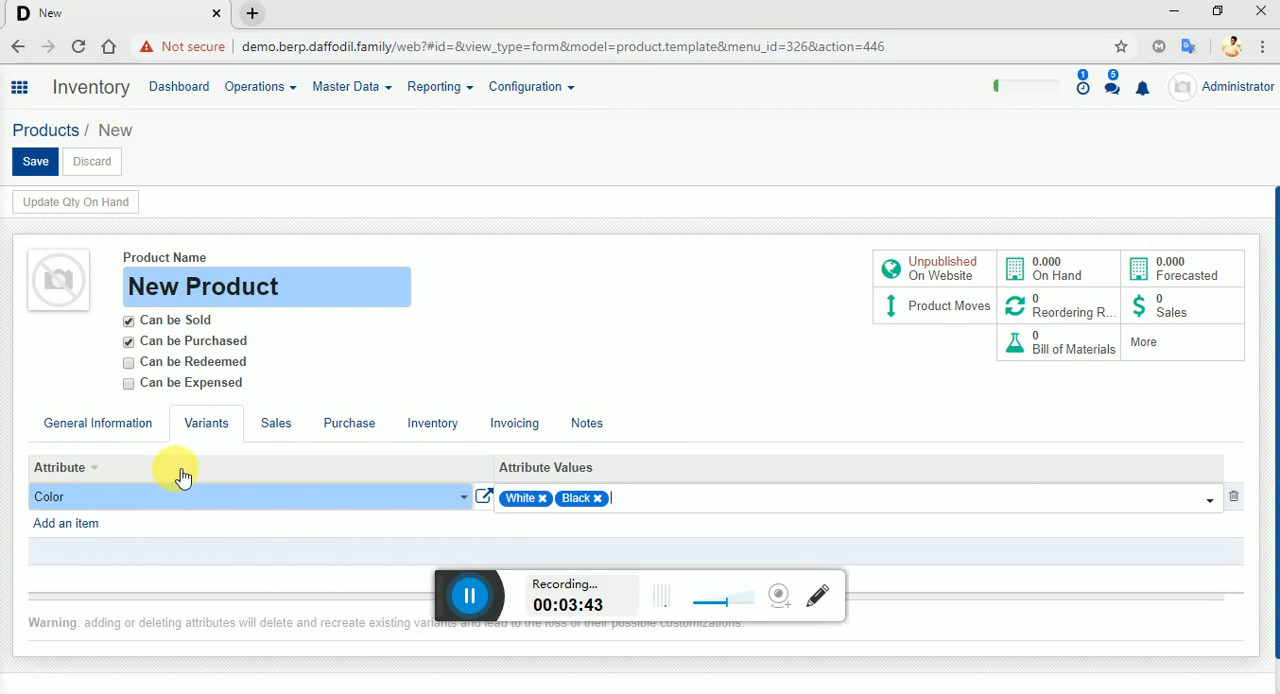 D New
Not secure demo.berp.daffodil.family/web?#id=&view_type=form&model=product.template&menu_id=326&action=446
M
Inventory Dashboard Operations Master Data Reporting Configuration 1 5 Administrator
Products / New
Save Discard
Update Qty On Hand
Product Name
New Product
Can be Sold
Can be Purchased
Can be Redeemed
Can be Expensed
Unpublished
On Website
0.000
On Hand
0.000
Forecasted
Product Moves
0
Reordering R...
0
Sales
0
Bill of Materials
More
General Information Variants Sales Purchase Inventory Invoicing Notes
Attribute Attribute Values
Color White Black
Add an item
Recording...
00:03:43
Warning: adding or deleting attributes will delete and recreate existing variants and lead to the loss of their possible customizations.